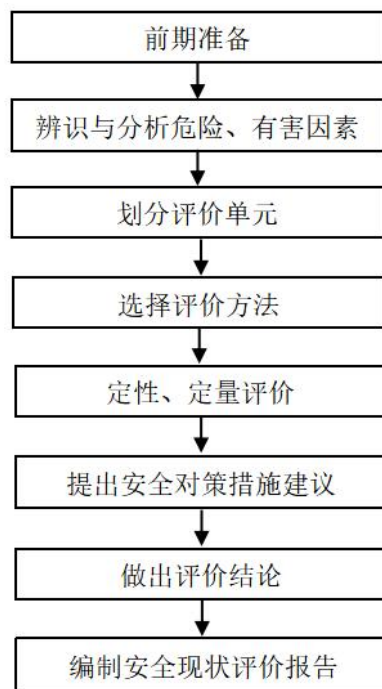 前期准备
辨识与分析危险、有害因素
划分评价单元
选择评价方法
定性、定量评价
提出安全对策措施建议
做出评价结论
编制安全现状评价报告